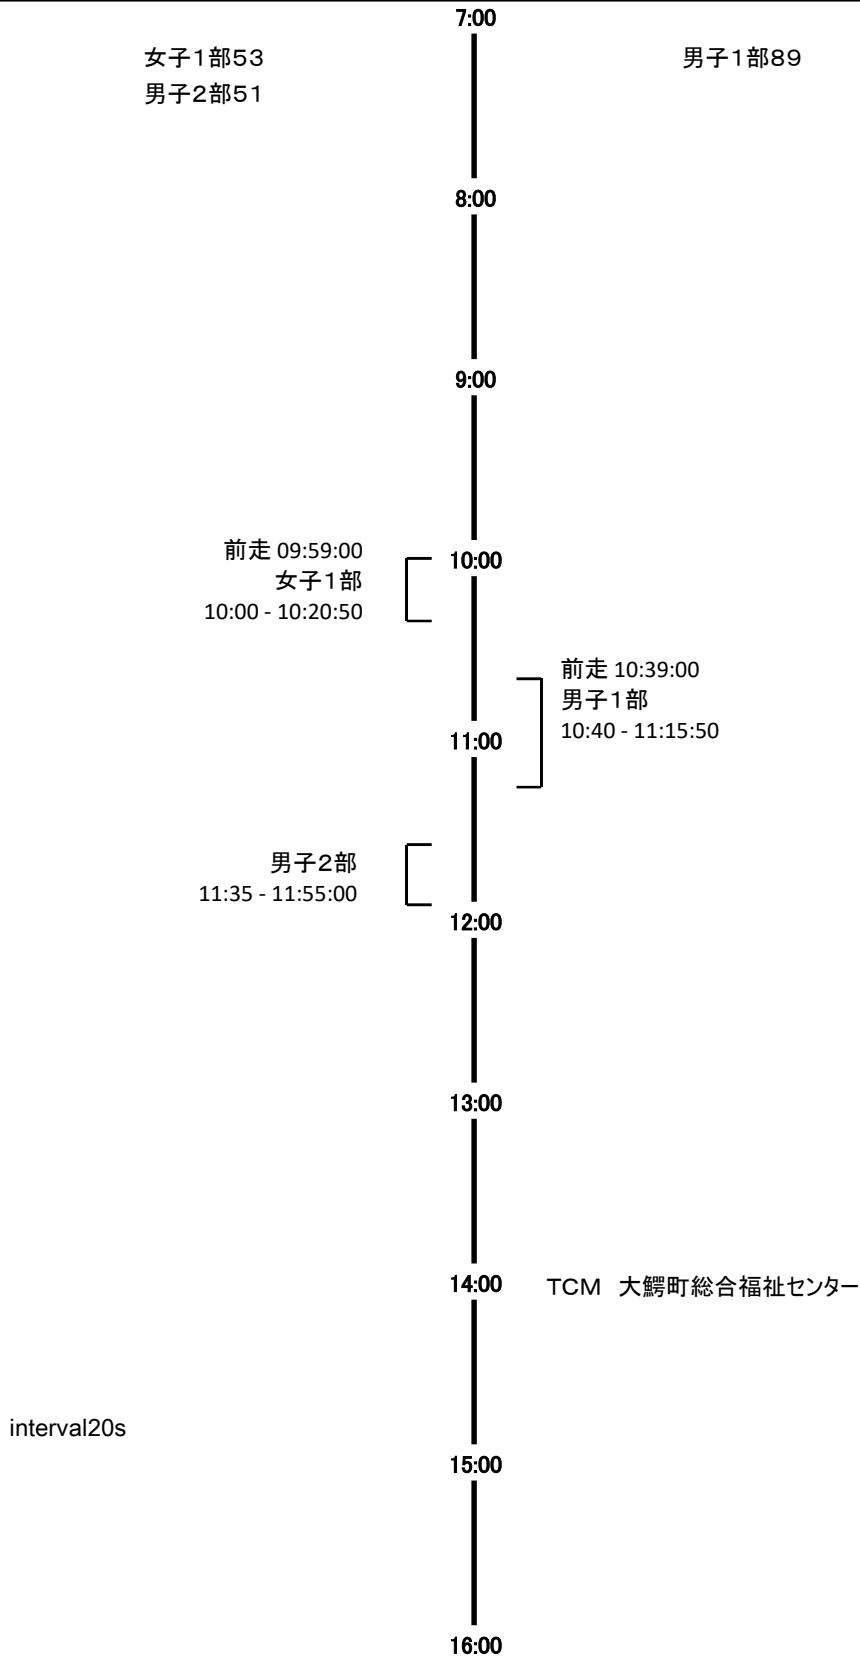 7:00
女子1部53
男子1部89
男子2部51
8:00
9:00
前走 09:59:00
女子1部
10:00 - 10:20:50
10:00
前走 10:39:00
男子1部
10:40 - 11:15:50
11:00
男子2部
11:35 - 11:55:00
12:00
13:00
14:00
TCM　大鰐町総合福祉センター
interval20s
15:00
16:00